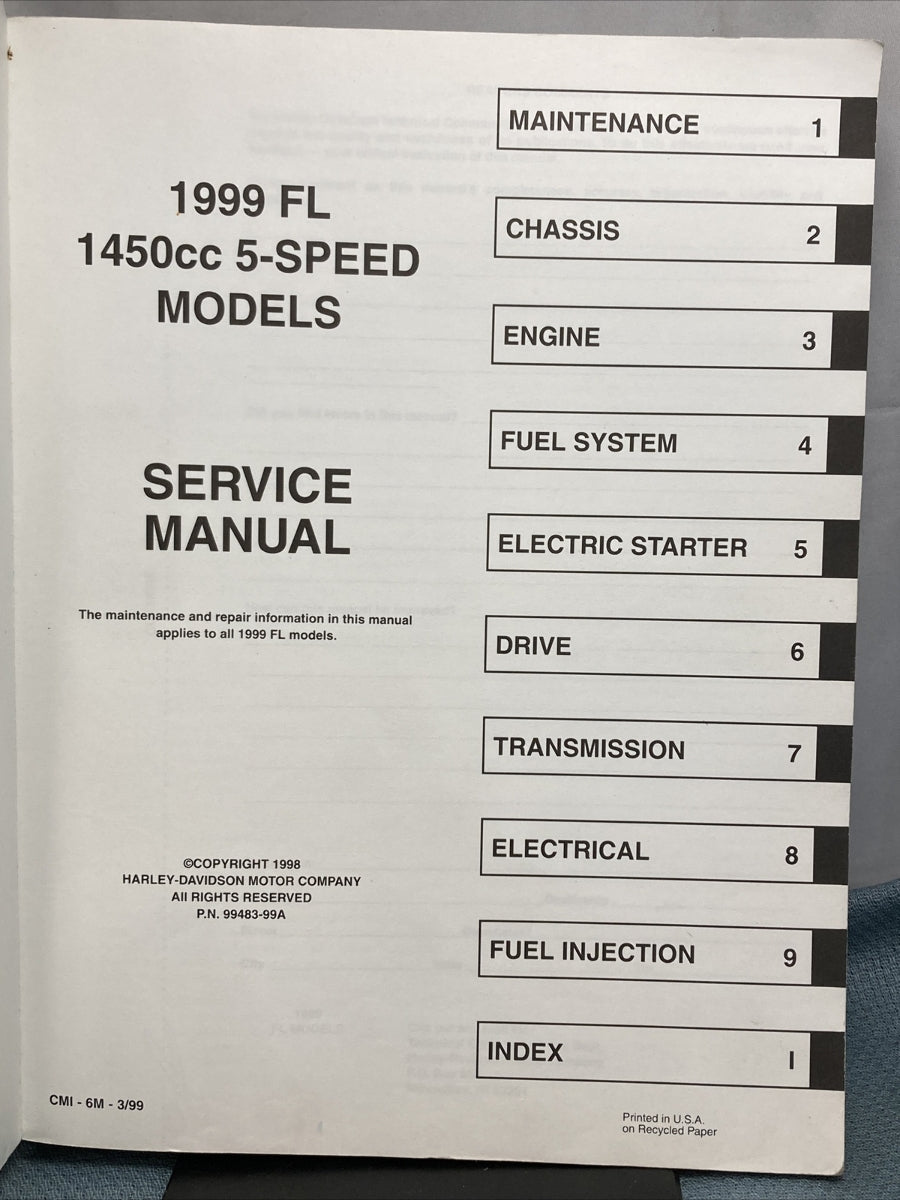 1999 FL
1450cc 5-SPEED
MODELS
SERVICE
MANUAL
The maintenance and repair information in this manual
applies to all 1999 FL models.
©COPYRIGHT 1998
HARLEY-DAVIDSON MOTOR COMPANY
All RIGHTS RESERVED
P.N. 99483-99A
CMI - 6M - 3/99
MAINTENANCE 1
CHASSIS 2
ENGINE 3
FUEL SYSTEM 4
ELECTRIC STARTER 5
DRIVE 6
TRANSMISSION 7
ELECTRICAL 8
FUEL INJECTION 9
INDEX I
Printed in U.S.A.
on Recycled Paper